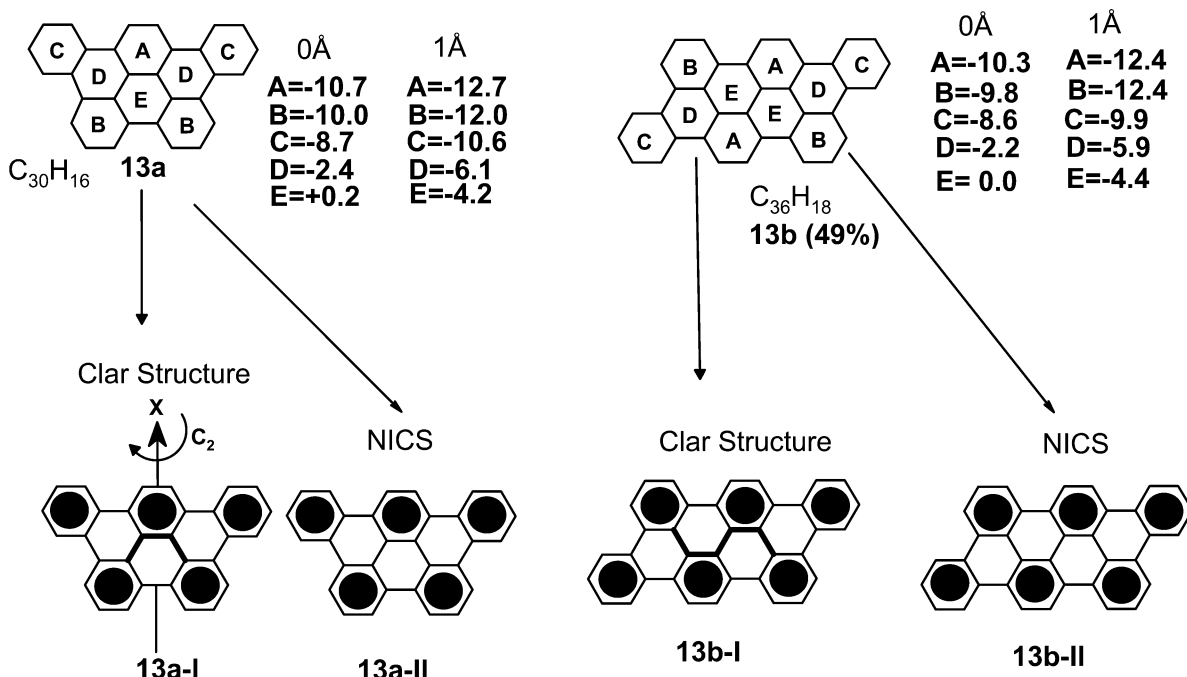 C A C
D D
E
B B
C30H16
13a
0Å 1Å
A=-10.7 A=-12.7
B=-10.0 B=-12.0
C=-8.7 C=-10.6
D=-2.4 D=-6.1
E=+0.2 E=-4.2
B A C
E D
D E
C A B
C36H18
13b (49%)
0Å 1Å
A=-10.3 A=-12.4
B=-9.8 B=-12.4
C=-8.6 C=-9.9
D=-2.2 D=-5.9
E= 0.0 E=-4.4
Clar Structure
X
C2
NICS
Clar Structure
NICS
13a-I
13a-II
13b-I
13b-II